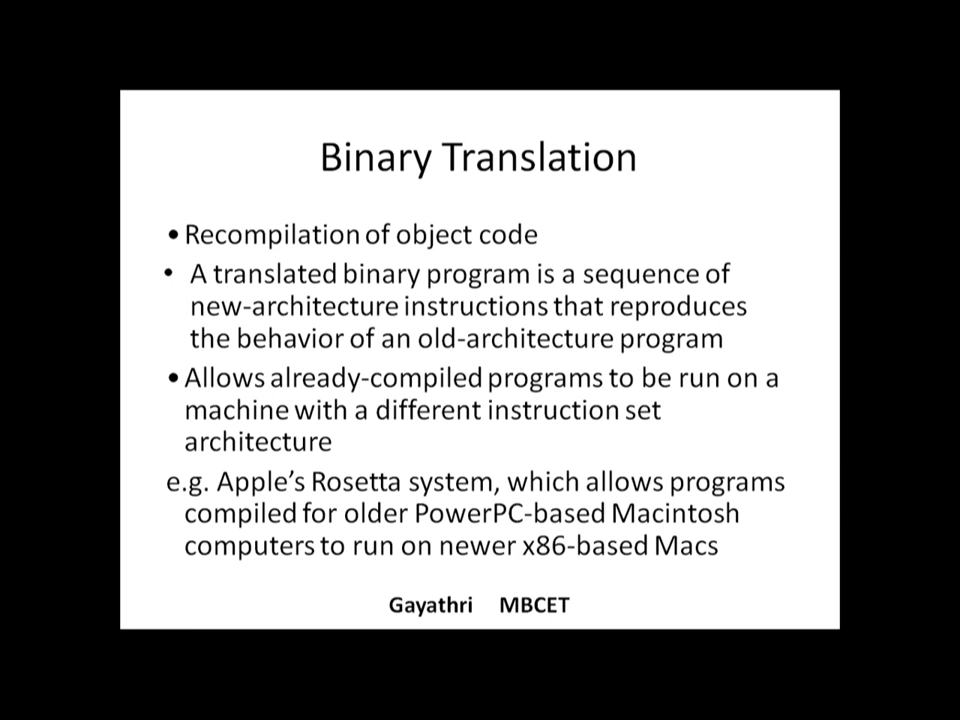 Binary Translation
• Recompilation of object code
• A translated binary program is a sequence of
new-architecture instructions that reproduces
the behavior of an old-architecture program
• Allows already-compiled programs to be run on a
machine with a different instruction set
architecture
e.g. Apple’s Rosetta system, which allows programs
compiled for older PowerPC-based Macintosh
computers to run on newer x86-based Macs
Gayathri MBCET